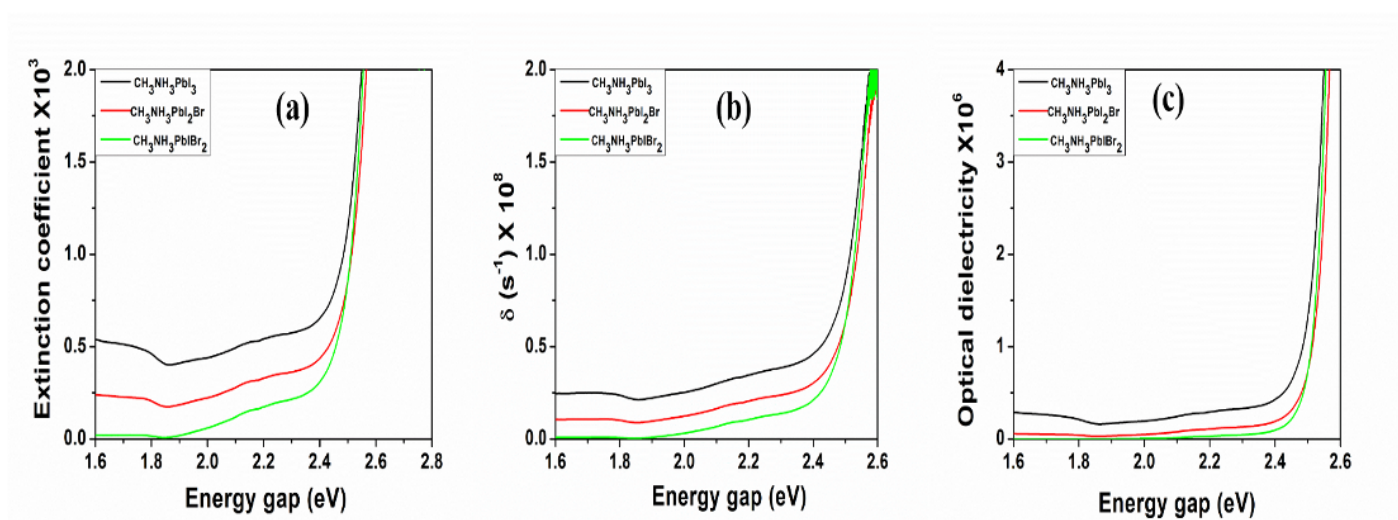 Extinction coefficient X10³
2.0
1.5
1.0
0.5
0.0
CH₃NH₃PbI₃
CH₃NH₃PbI₂Br
CH₃NH₃PbIBr₂
(a)
1.6 1.8 2.0 2.2 2.4 2.6 2.8
Energy gap (eV)
δ (s⁻¹) X 10⁸
2.0
1.5
1.0
0.5
0.0
CH₃NH₃PbI₃
CH₃NH₃PbI₂Br
CH₃NH₃PbIBr₂
(b)
1.6 1.8 2.0 2.2 2.4 2.6
Energy gap (eV)
Optical dielectricity X10⁶
4
3
2
1
0
CH₃NH₃PbI₃
CH₃NH₃PbI₂Br
CH₃NH₃PbIBr₂
(c)
1.6 1.8 2.0 2.2 2.4 2.6
Energy gap (eV)